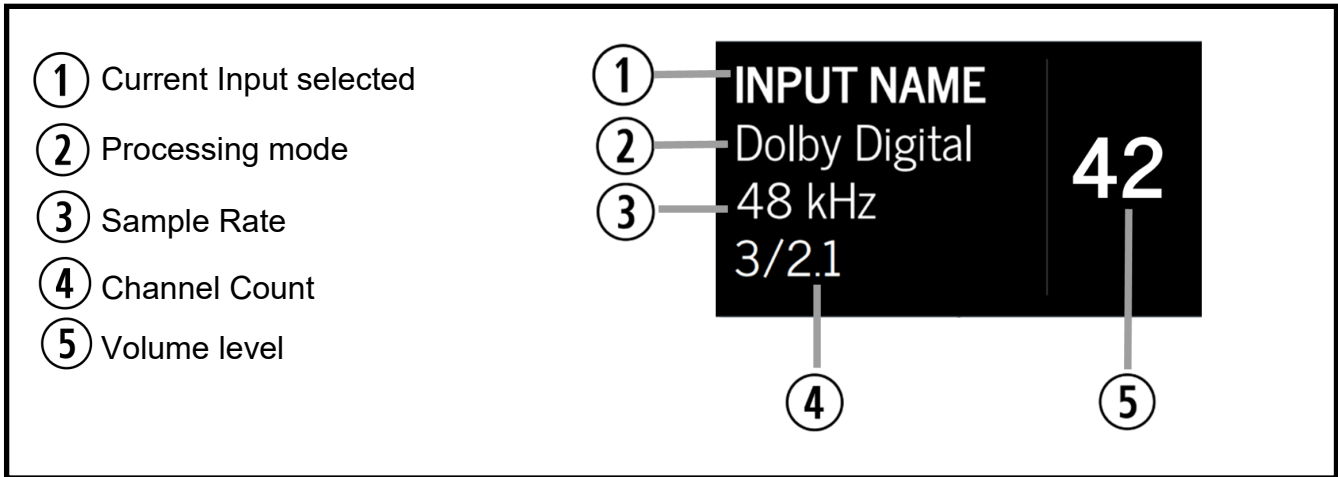 ① Current Input selected
② Processing mode
③ Sample Rate
④ Channel Count
⑤ Volume level
① INPUT NAME
② Dolby Digital
③ 48 kHz
3/2.1
42
④
⑤